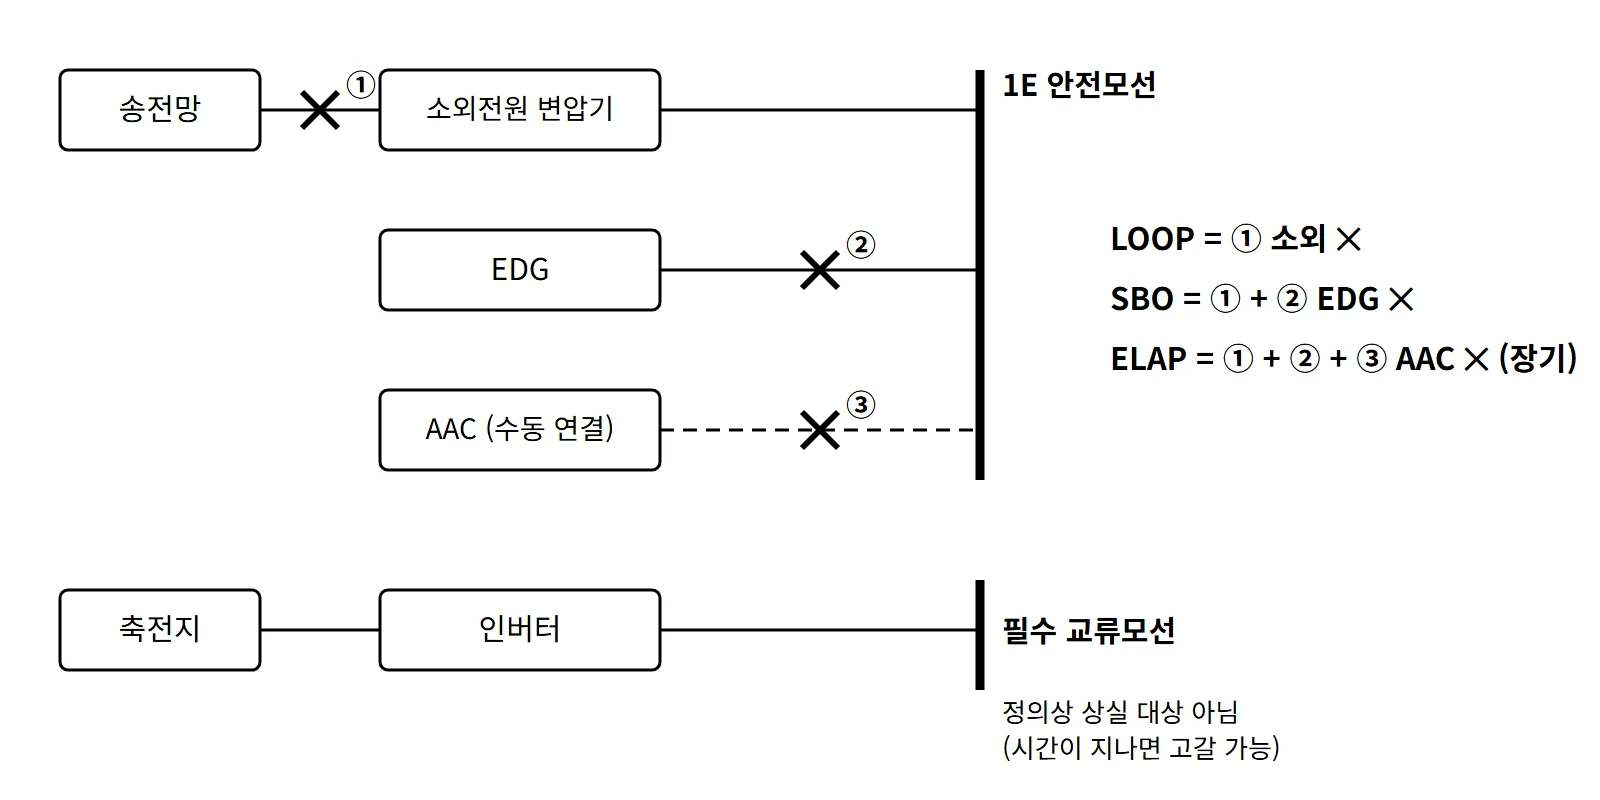 송전망
①
소외전원 변압기
1E 안전모선
EDG
②
LOOP = ① 소외 ×
SBO = ① + ② EDG ×
ELAP = ① + ② + ③ AAC × (장기)
AAC (수동 연결)
③
축전지
인버터
필수 교류모선
정의상 상실 대상 아님
(시간이 지나면 고갈 가능)